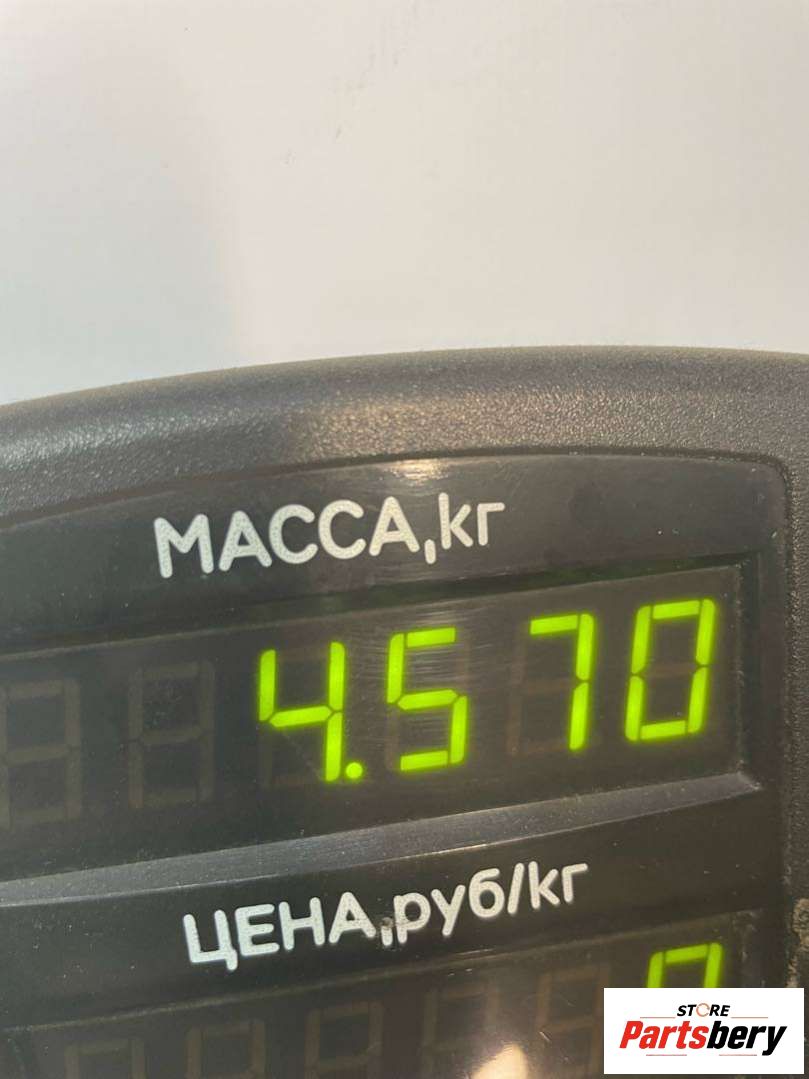 МАССА,кг
4.570
ЦЕНА,руб/кг
STORE
Partsbery